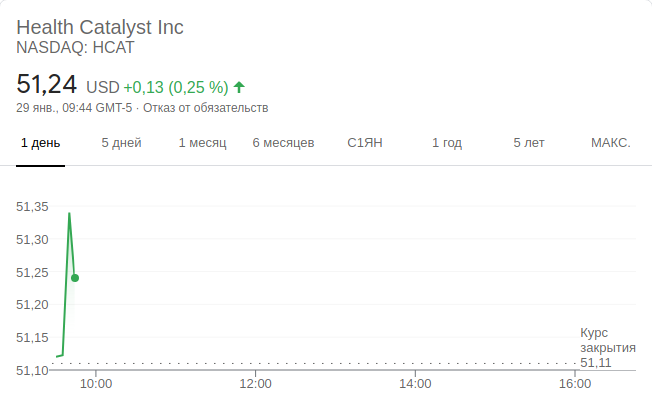 Health Catalyst Inc
NASDAQ: HCAT
51,24 USD +0,13 (0,25 %)
29 янв., 09:44 GMT-5 · Отказ от обязательств
1 день 5 дней 1 месяц 6 месяцев С1ЯН 1 год 5 лет МАКС.
51,35
51,30
51,25
51,20
51,15
51,10
Курс
закрытия
51,11
10:00 12:00 14:00 16:00